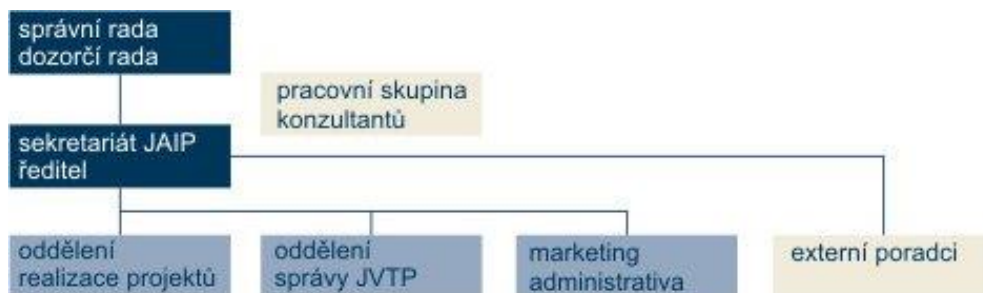 správní rada
dozorčí rada
pracovní skupina
konzultantů
sekretariát JAIP
ředitel
oddělení
realizace projektů
oddělení
správy JVTP
marketing
administrativa
externí poradci